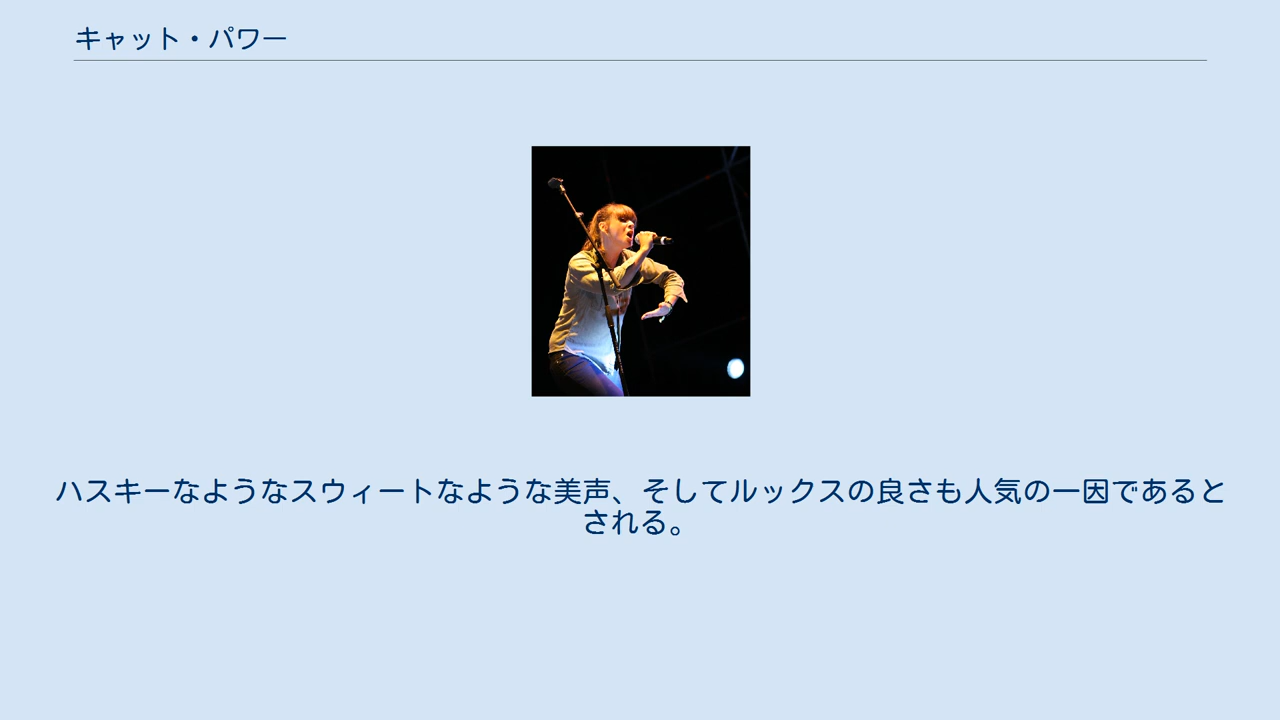 キャット・パワー
ハスキーなようなスウィートなような美声、そしてルックスの良さも人気の一因であると
される。